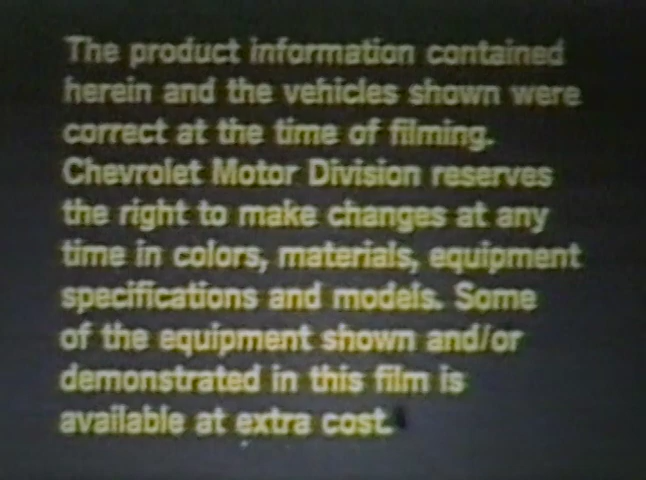 The product information contained
herein and the vehicles shown were
correct at the time of filming.
Chevrolet Motor Division reserves
the right to make changes at any
time in colors, materials, equipment
specifications and models. Some
of the equipment shown and/or
demonstrated in this film is
available at extra cost.